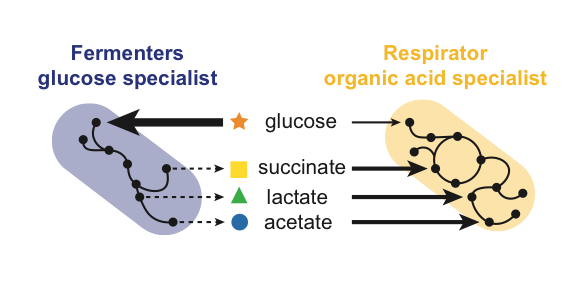 Fermenters
glucose specialist
Respirator
organic acid specialist
glucose
succinate
lactate
acetate